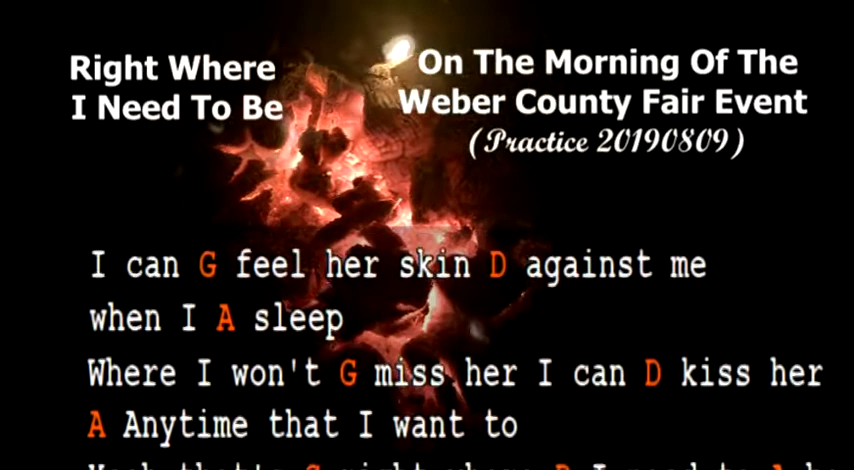 Right Where
I Need To Be
On The Morning Of The
Weber County Fair Event
(Practice 20190809)
I can G feel her skin D against me
when I A sleep
Where I won't G miss her I can D kiss her
A Anytime that I want to